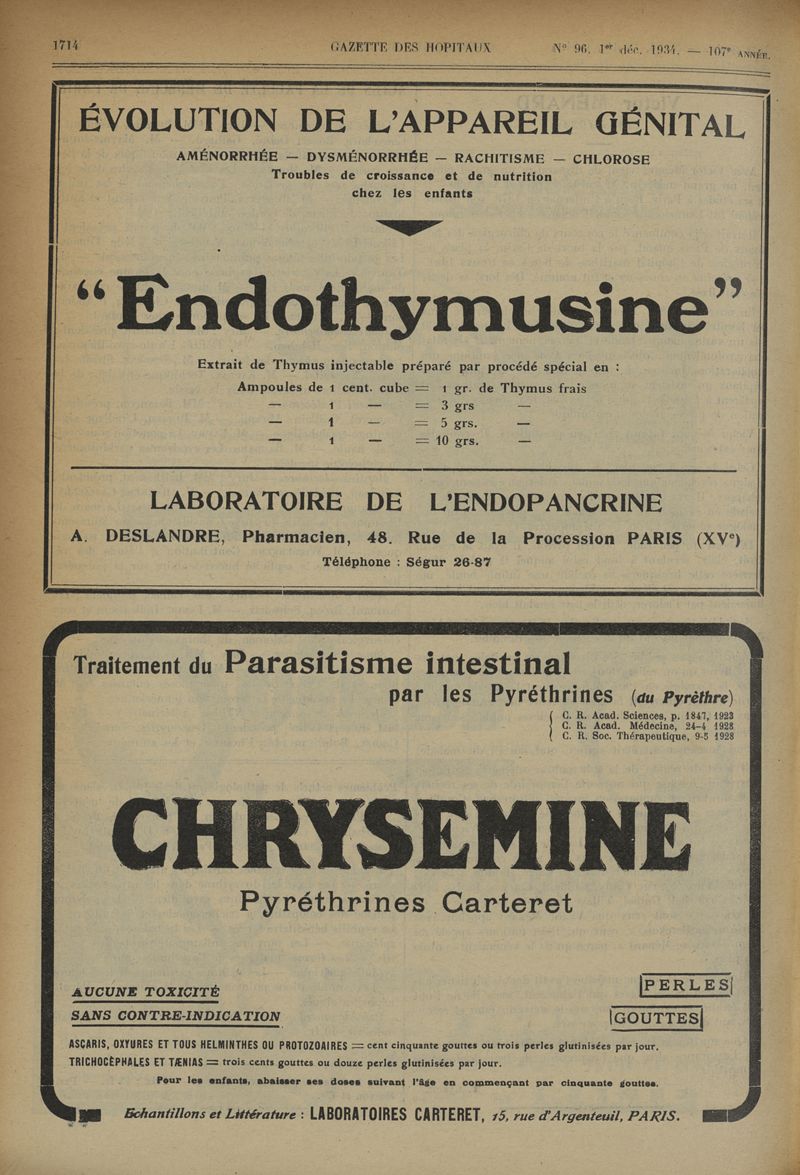 1714 GAZETTE DES HOPITAUX N° 96. 1er déc. 1934. — 107e ANNÉE.
ÉVOLUTION DE L'APPAREIL GÉNITAL
AMÉNORRHÉE — DYSMÉNORRHÉE — RACHITISME — CHLOROSE
Troubles de croissance et de nutrition
chez les enfants
“Endothymusine”
Extrait de Thymus injectable préparé par procédé spécial en :
Ampoules de 1 cent. cube = 1 gr. de Thymus frais
— 1 — = 3 grs —
— 1 — = 5 grs. —
— 1 — = 10 grs. —
LABORATOIRE DE L'ENDOPANCRINE
A. DESLANDRE, Pharmacien, 48. Rue de la Procession PARIS (XVe)
Téléphone : Ségur 26-87
Traitement du Parasitisme intestinal
par les Pyréthrines (du Pyrèthre)
C. R. Acad. Sciences, p. 1847, 1923
C. R. Acad. Médecine, 24-4 1928
C. R. Soc. Thérapeutique, 9-5 1928
CHRYSEMINE
Pyréthrines Carteret
AUCUNE TOXICITÉ
PERLES
SANS CONTRE-INDICATION
GOUTTES
ASCARIS, OXYURES ET TOUS HELMINTHES OU PROTOZOAIRES = cent cinquante gouttes ou trois perles glutinisées par jour.
TRICHOCÉPHALES ET TÆNIAS = trois cents gouttes ou douze perles glutinisées par jour.
Pour les enfants, abaisser ses doses suivant l'âge en commençant par cinquante gouttes.
Echantillons et Littérature : LABORATOIRES CARTERET, 15, rue d'Argenteuil, PARIS.